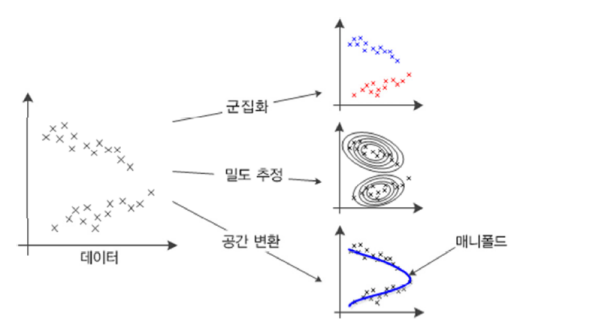 군집화
밀도 추정
데이터
공간 변환
매니폴드